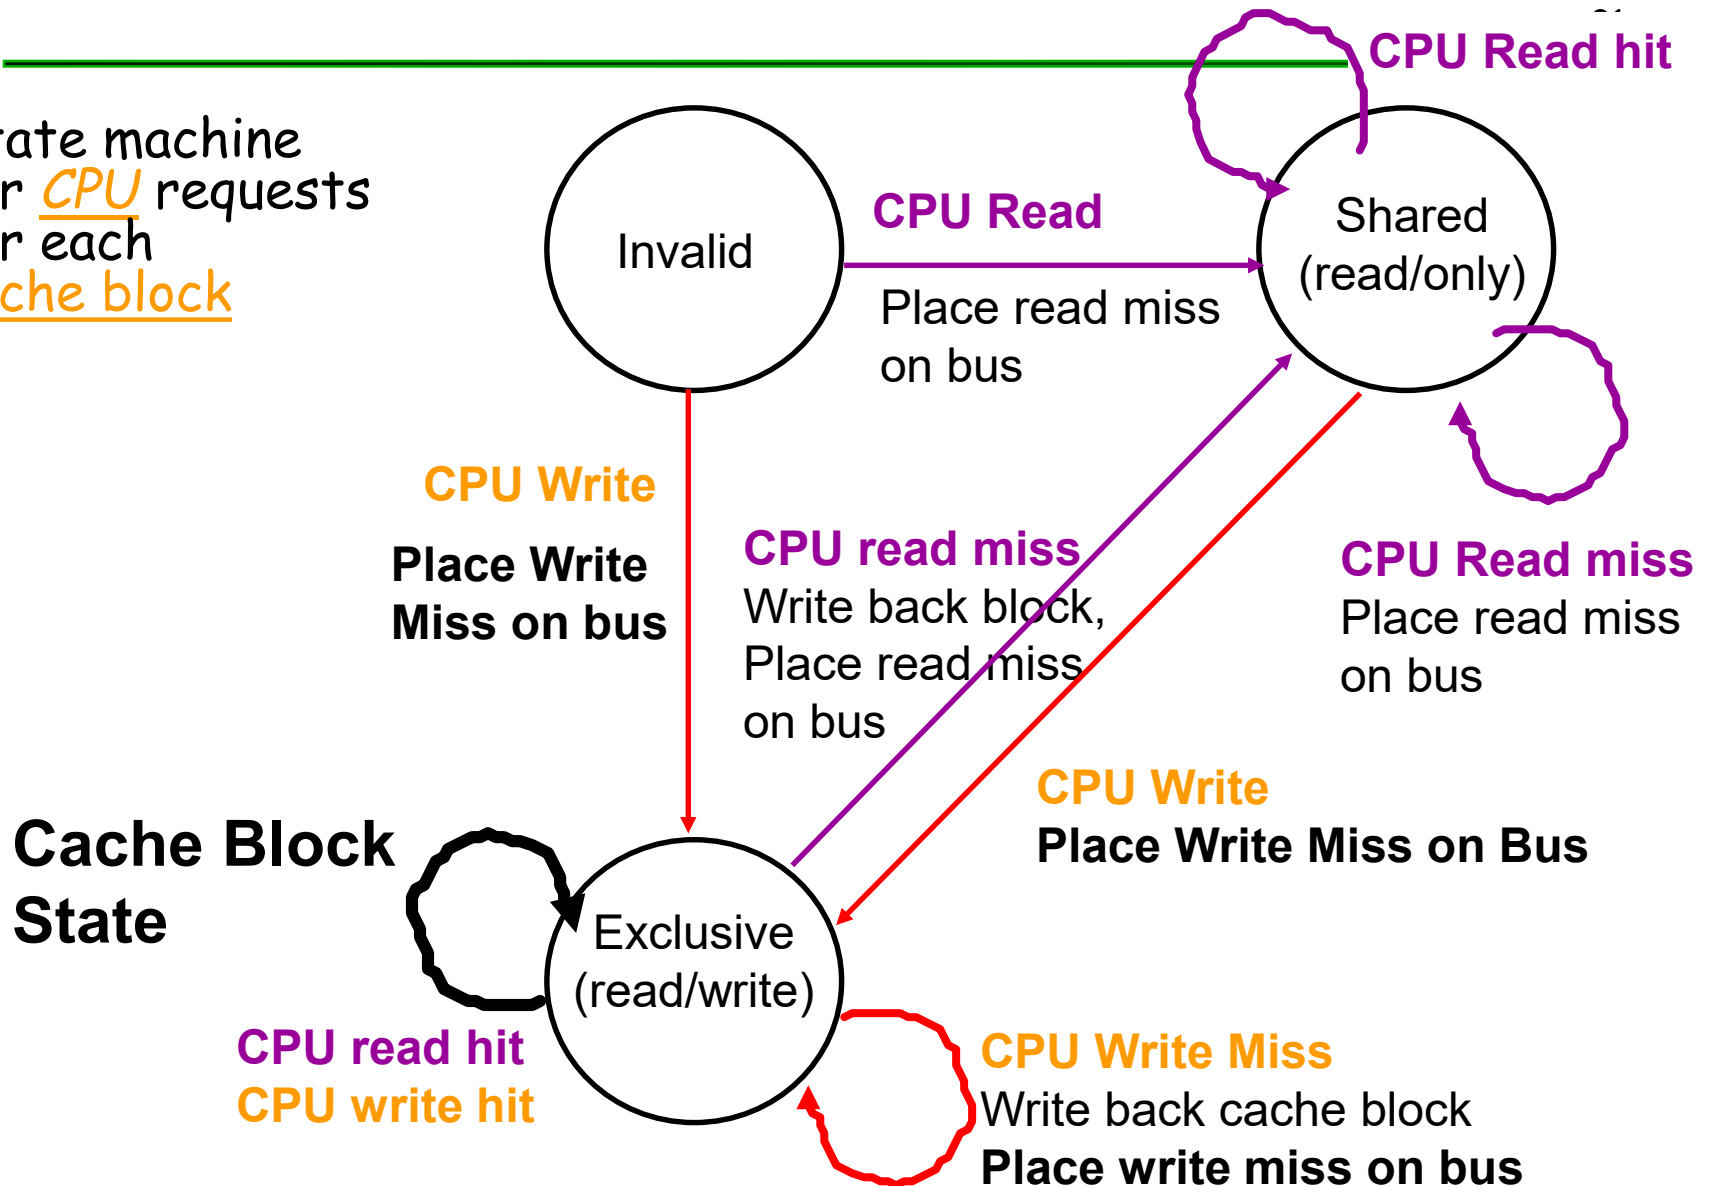 CPU Read hit
tate machine
r CPU requests
r each
che block
Invalid
CPU Read
Place read miss
on bus
Shared
(read/only)
CPU Write
Place Write
Miss on bus
CPU read miss
Write back block,
Place read miss
on bus
CPU Read miss
Place read miss
on bus
CPU Write
Place Write Miss on Bus
Cache Block
State
Exclusive
(read/write)
CPU read hit
CPU write hit
CPU Write Miss
Write back cache block
Place write miss on bus